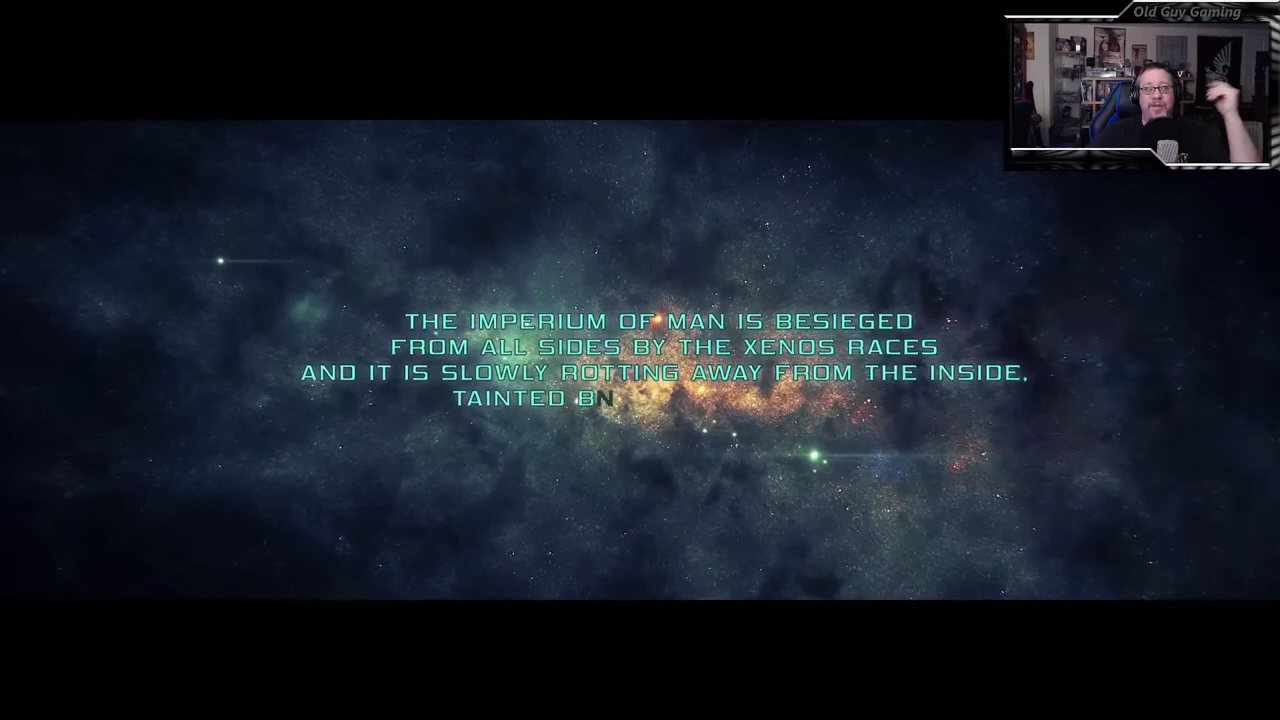 Old Guy Gaming
THE IMPERIUM OF MAN IS BESIEGED
FROM ALL SIDES BY THE XENOS RACES
AND IT IS SLOWLY ROTTING AWAY FROM THE INSIDE,
TAINTED BN